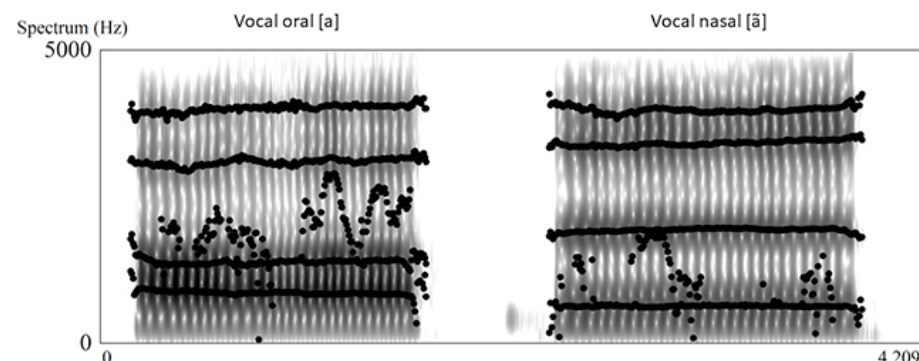 Vocal oral [a]
Vocal nasal [ã]
Spectrum (Hz)
5000
0
0
4.209